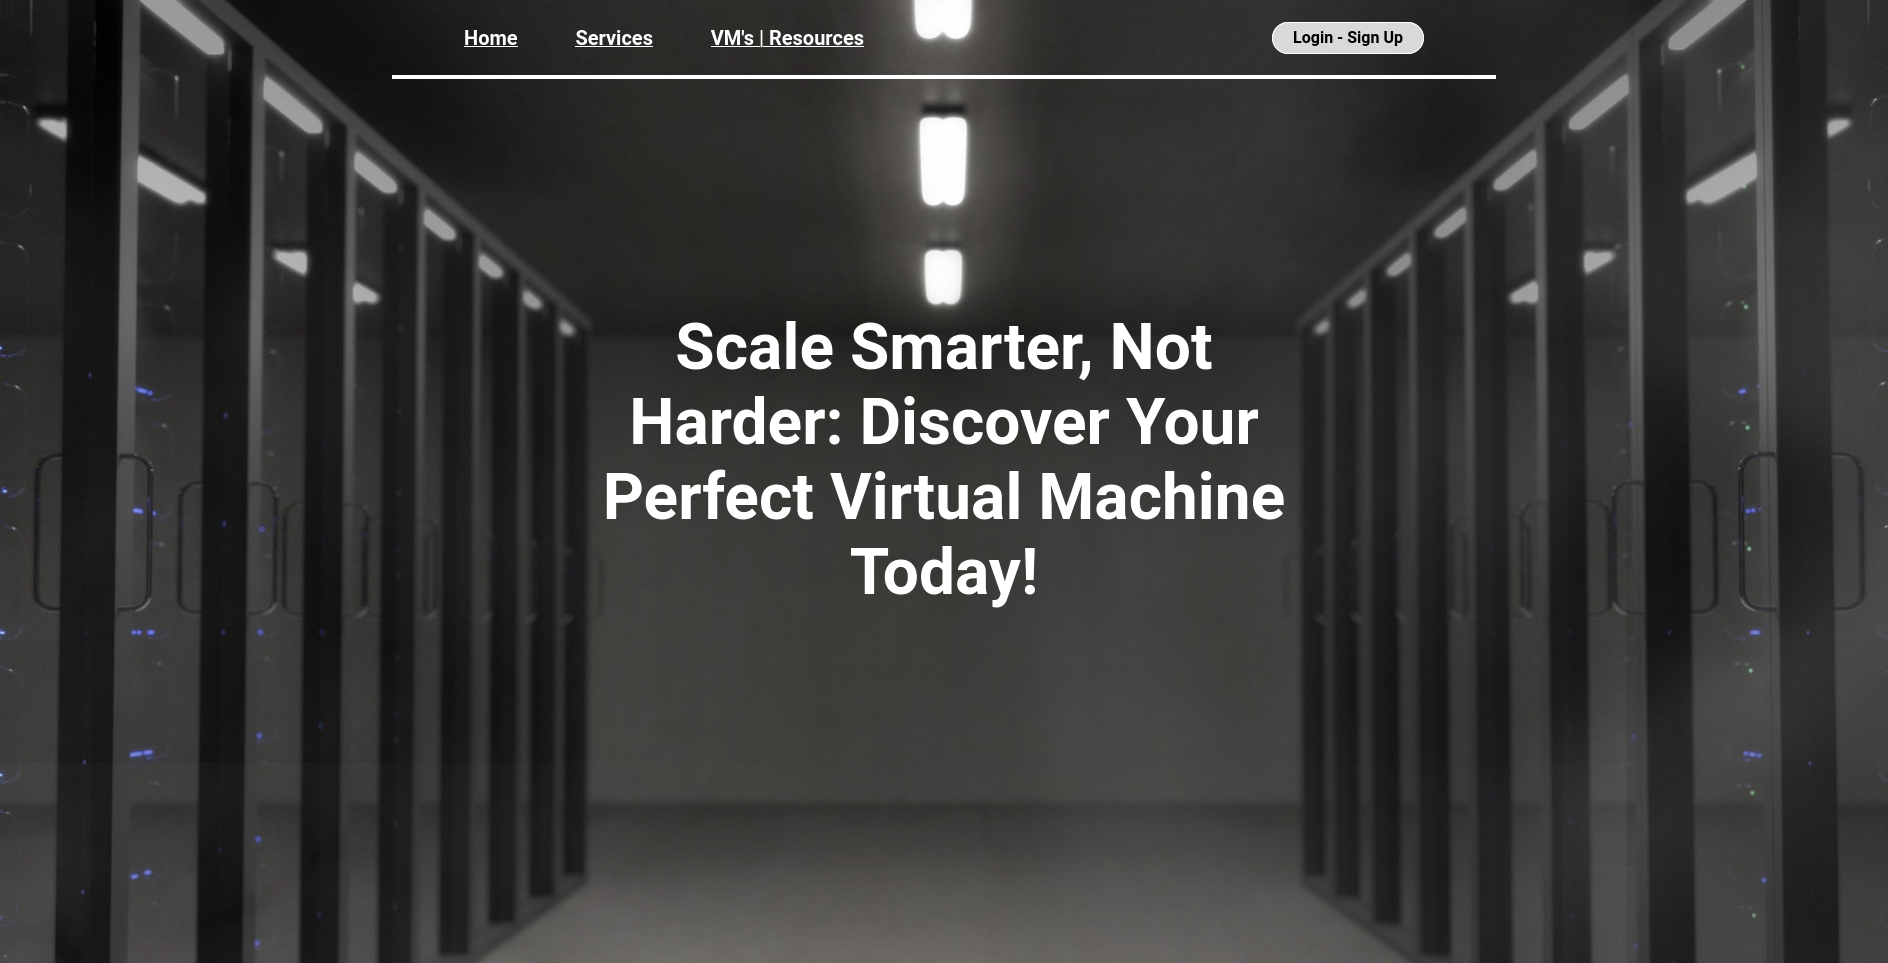 Home Services VM's | Resources Login - Sign Up
Scale Smarter, Not
Harder: Discover Your
Perfect Virtual Machine
Today!